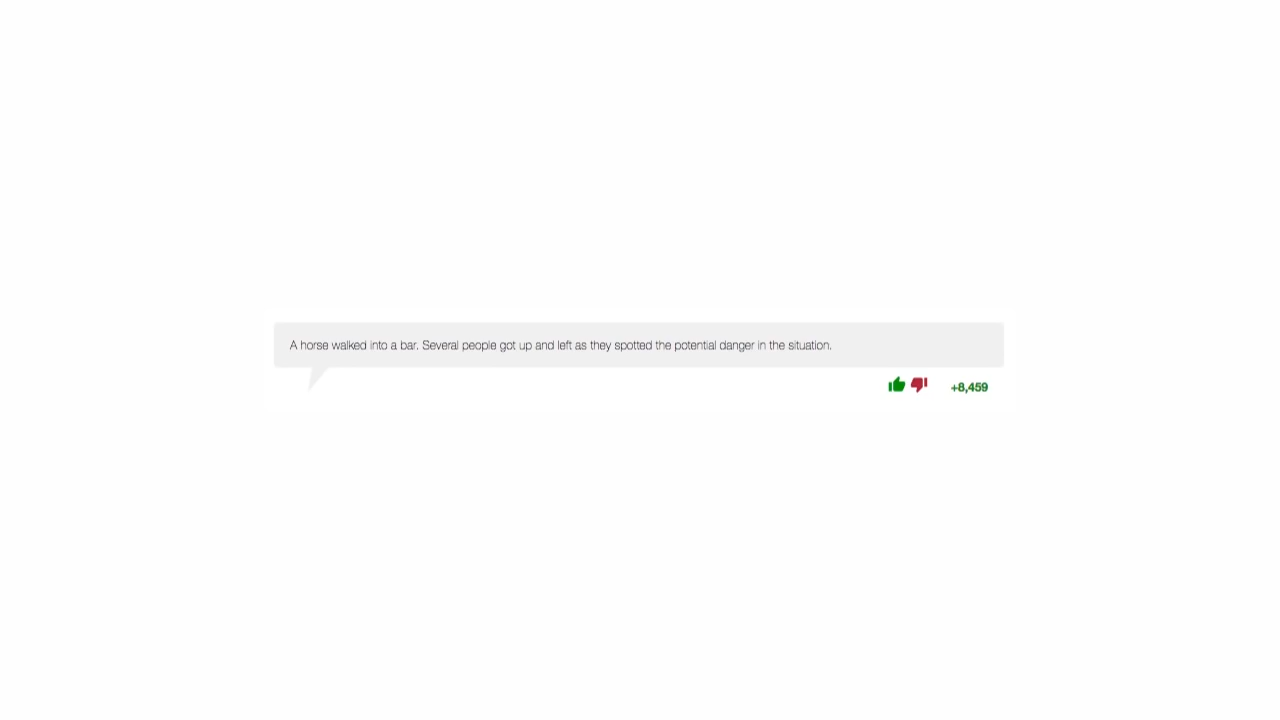 A horse walked into a bar. Several people got up and left as they spotted the potential danger in the situation.
+8,459